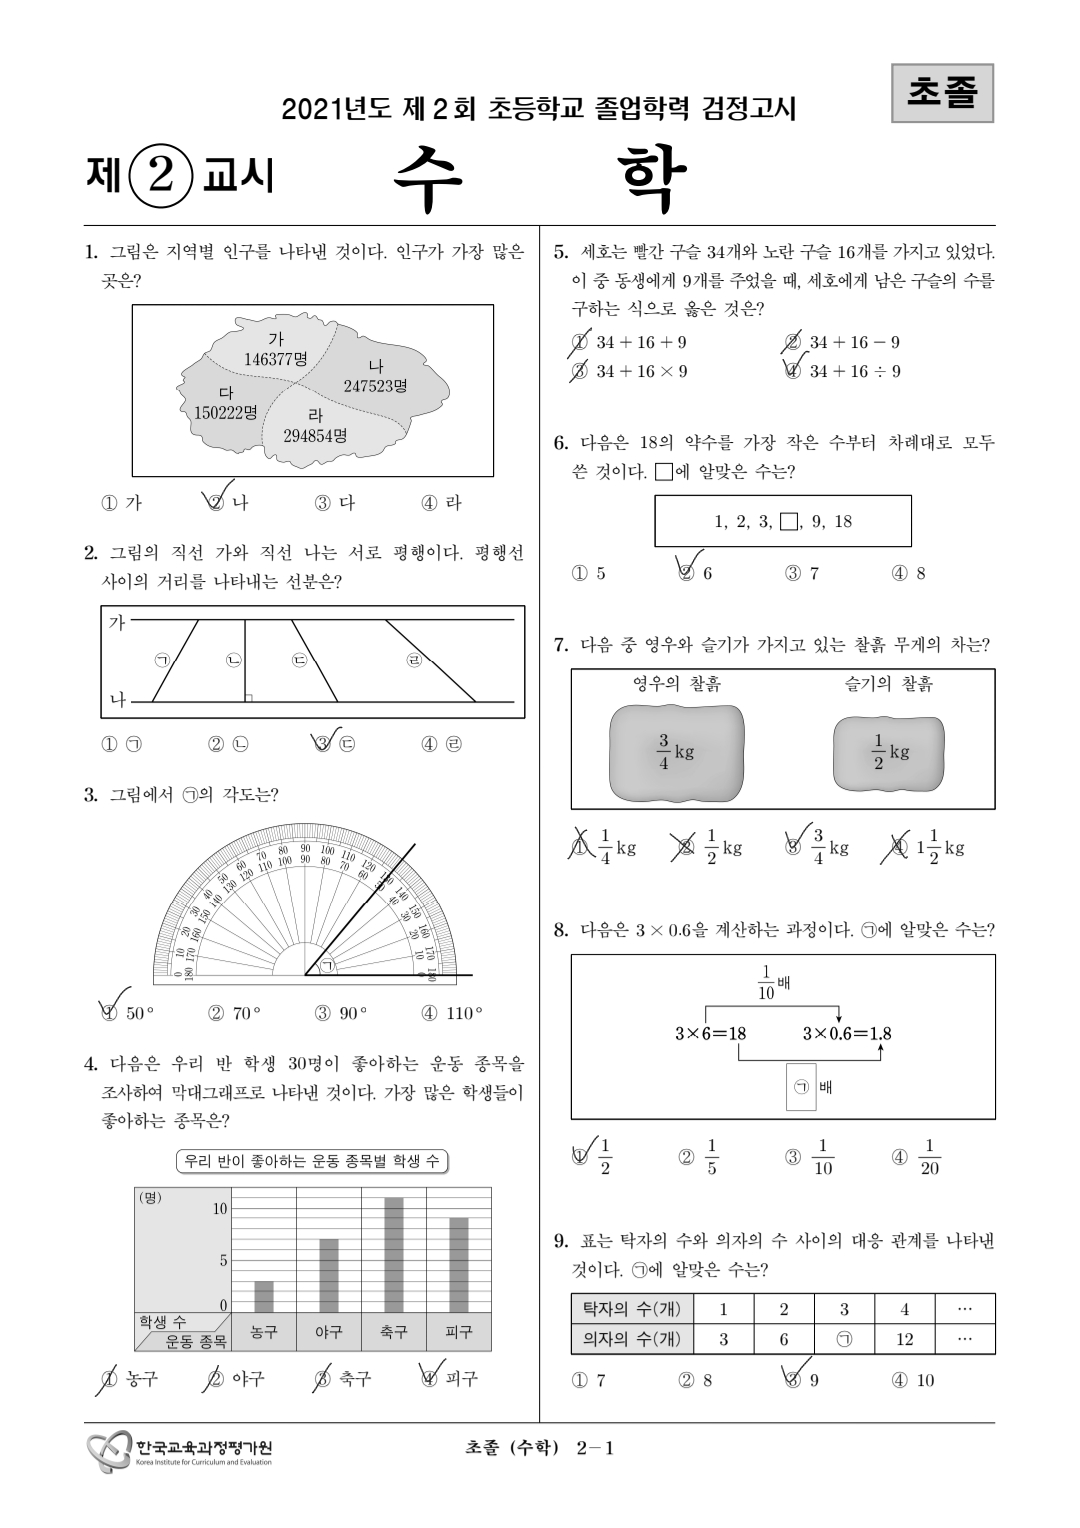 초졸
2021년도 제 2 회 초등학교 졸업학력 검정고시
제 2 교시 수 학
1. 그림은 지역별 인구를 나타낸 것이다. 인구가 가장 많은
곳은?
가
146377명
나
247523명
다
150222명
라
294854명
① 가 ② 나 ③ 다 ④ 라
2. 그림의 직선 가와 직선 나는 서로 평행이다. 평행선
사이의 거리를 나타내는 선분은?
가
㉠ ㉡ ㉢ ㉣
나
① ㉠ ② ㉡ ③ ㉢ ④ ㉣
3. 그림에서 ㉠의 각도는?
0 10 20 30 40 50 60 70 80 90 100 110 120 130 140 150 160 170 180
180 170 160 150 140 130 120 110 100 90 80 70 60 50 40 30 20 10 0
㉠
① 50° ② 70° ③ 90° ④ 110°
4. 다음은 우리 반 학생 30명이 좋아하는 운동 종목을
조사하여 막대그래프로 나타낸 것이다. 가장 많은 학생들이
좋아하는 종목은?
우리 반이 좋아하는 운동 종목별 학생 수
(명)
10
5
0
학생 수
운동 종목 농구 야구 축구 피구
① 농구 ② 야구 ③ 축구 ④ 피구
5. 세호는 빨간 구슬 34개와 노란 구슬 16개를 가지고 있었다.
이 중 동생에게 9개를 주었을 때, 세호에게 남은 구슬의 수를
구하는 식으로 옳은 것은?
① 34 + 16 + 9 ② 34 + 16 − 9
③ 34 + 16 × 9 ④ 34 + 16 ÷ 9
6. 다음은 18의 약수를 가장 작은 수부터 차례대로 모두
쓴 것이다. □에 알맞은 수는?
1, 2, 3, □, 9, 18
① 5 ② 6 ③ 7 ④ 8
7. 다음 중 영우와 슬기가 가지고 있는 찰흙 무게의 차는?
영우의 찰흙 슬기의 찰흙
3/4 kg 1/2 kg
① 1/4 kg ② 1/2 kg ③ 3/4 kg ④ 1 1/2 kg
8. 다음은 3 × 0.6을 계산하는 과정이다. ㉠에 알맞은 수는?
1/10 배
3×6=18 3×0.6=1.8
㉠ 배
① 1/2 ② 1/5 ③ 1/10 ④ 1/20
9. 표는 탁자의 수와 의자의 수 사이의 대응 관계를 나타낸
것이다. ㉠에 알맞은 수는?
탁자의 수(개) 1 2 3 4 …
의자의 수(개) 3 6 ㉠ 12 …
① 7 ② 8 ③ 9 ④ 10
한국교육과정평가원
Korea Institute for Curriculum and Evaluation
초졸 (수학) 2−1